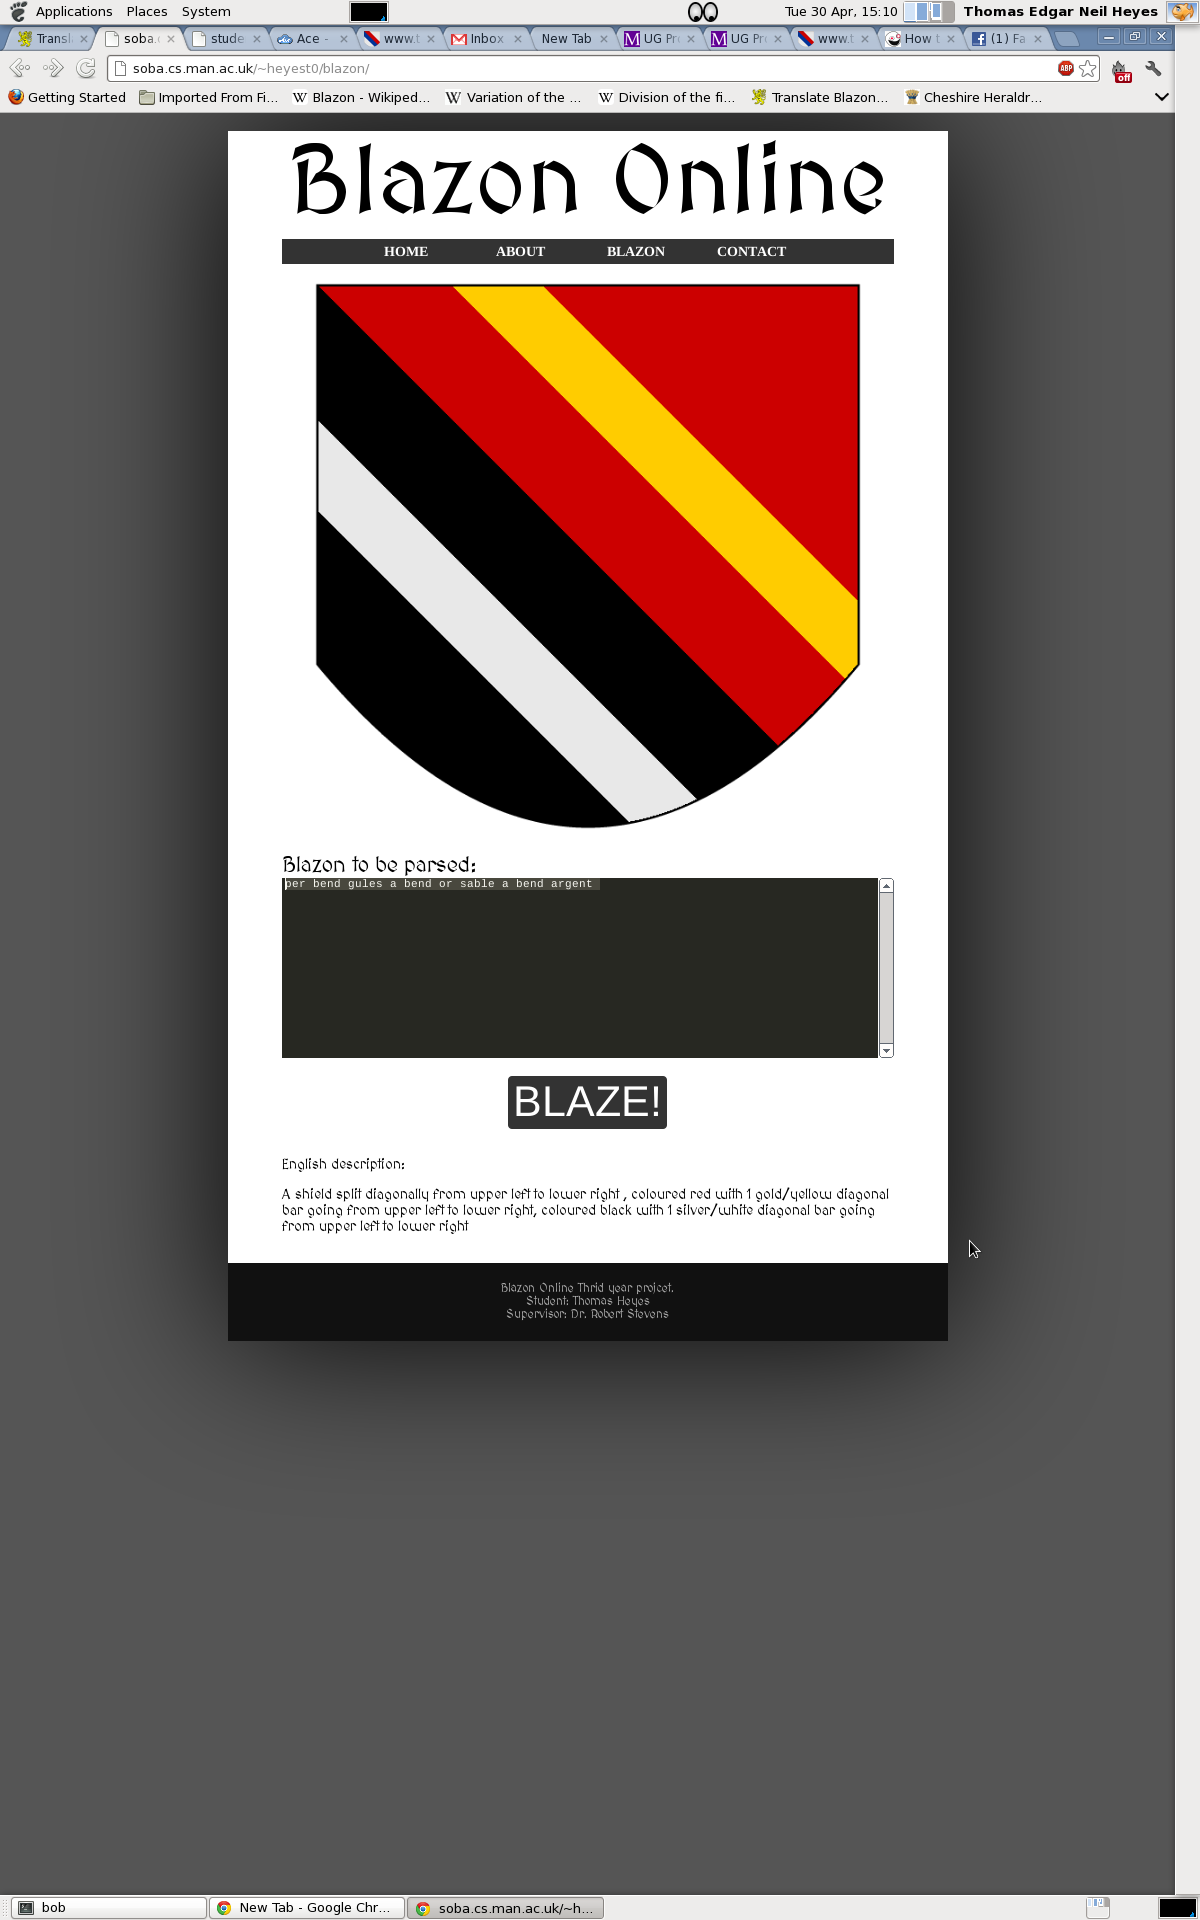 Applications Places System Tue 30 Apr, 15:10 Thomas Edgar Neil Heyes
Transl soba.c stude Ace - www.t Inbox New Tab UG Pr UG Pr www.t How t (1) Fa
soba.cs.man.ac.uk/~heyest0/blazon/ ABP off
Getting Started Imported From Fi... Blazon - Wikiped... Variation of the ... Division of the fi... Translate Blazon... Cheshire Heraldr...
Blazon Online
HOME ABOUT BLAZON CONTACT
Blazon to be parsed:
per bend gules a bend or sable a bend argent
BLAZE!
English description:
A shield split diagonally from upper left to lower right , coloured red with 1 gold/yellow diagonal
bar going from upper left to lower right, coloured black with 1 silver/white diagonal bar going
from upper left to lower right
Blazon Online Thrid year projcet.
Student: Thomas Heyes
Supervisor: Dr. Robert Stevens
bob New Tab - Google Chr... soba.cs.man.ac.uk/~h...